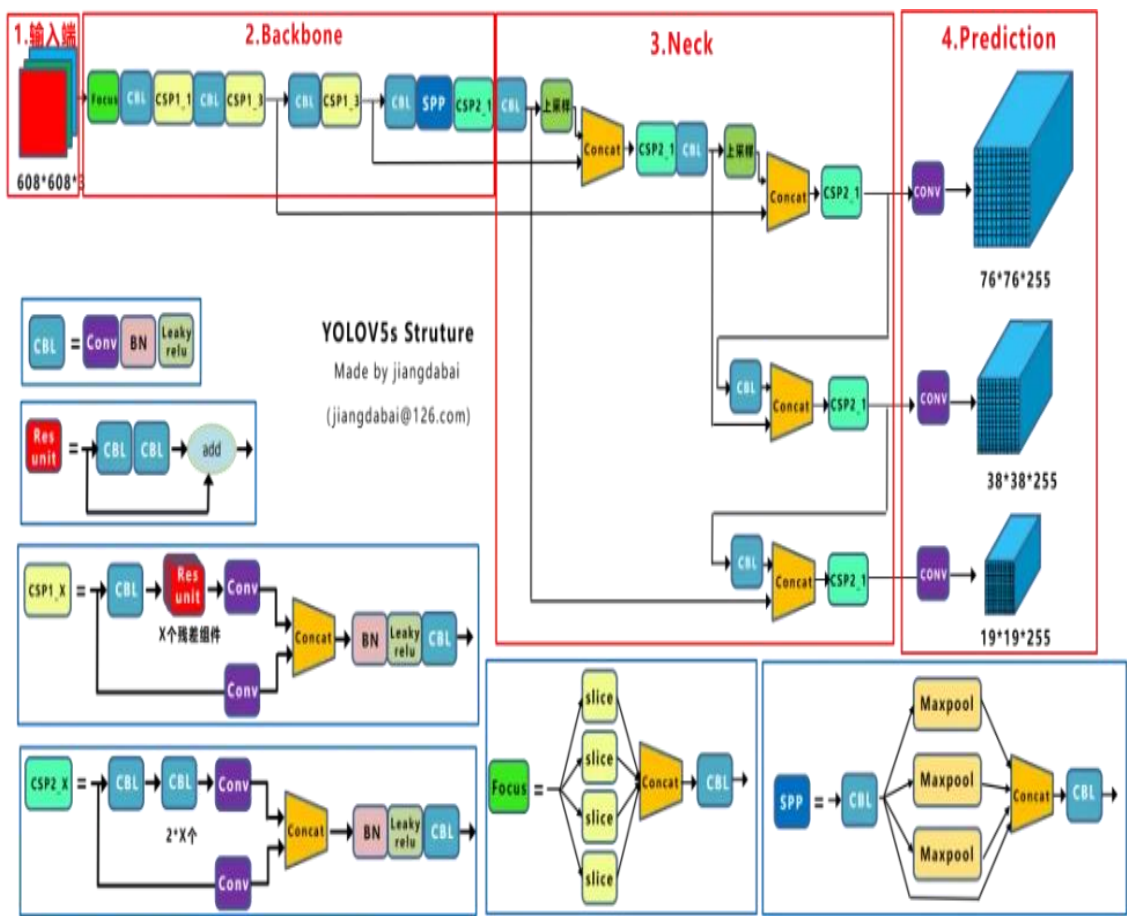 1.输入端
2.Backbone
3.Neck
4.Prediction
608*608*3
Focus
CBL
CSP1_1
CBL
CSP1_3
CBL
CSP1_3
CBL
SPP
CSP2_1
CBL
上采样
Concat
CSP2_1
CBL
上采样
Concat
CSP2_1
CONV
76*76*255
CBL
Concat
CSP2_1
CONV
38*38*255
CBL
Concat
CSP2_1
CONV
19*19*255
YOLOV5s Struture
Made by jiangdabai
(jiangdabai@126.com)
CBL
=
Conv
BN
Leaky
relu
Res
unit
=
CBL
CBL
add
CSP1_X
=
CBL
Res
unit
Conv
X个残差组件
Conv
Concat
BN
Leaky
relu
CBL
CSP2_X
=
CBL
CBL
Conv
2*X个
Conv
Concat
BN
Leaky
relu
CBL
Focus
=
slice
slice
slice
slice
Concat
CBL
SPP
=
CBL
Maxpool
Maxpool
Maxpool
Concat
CBL